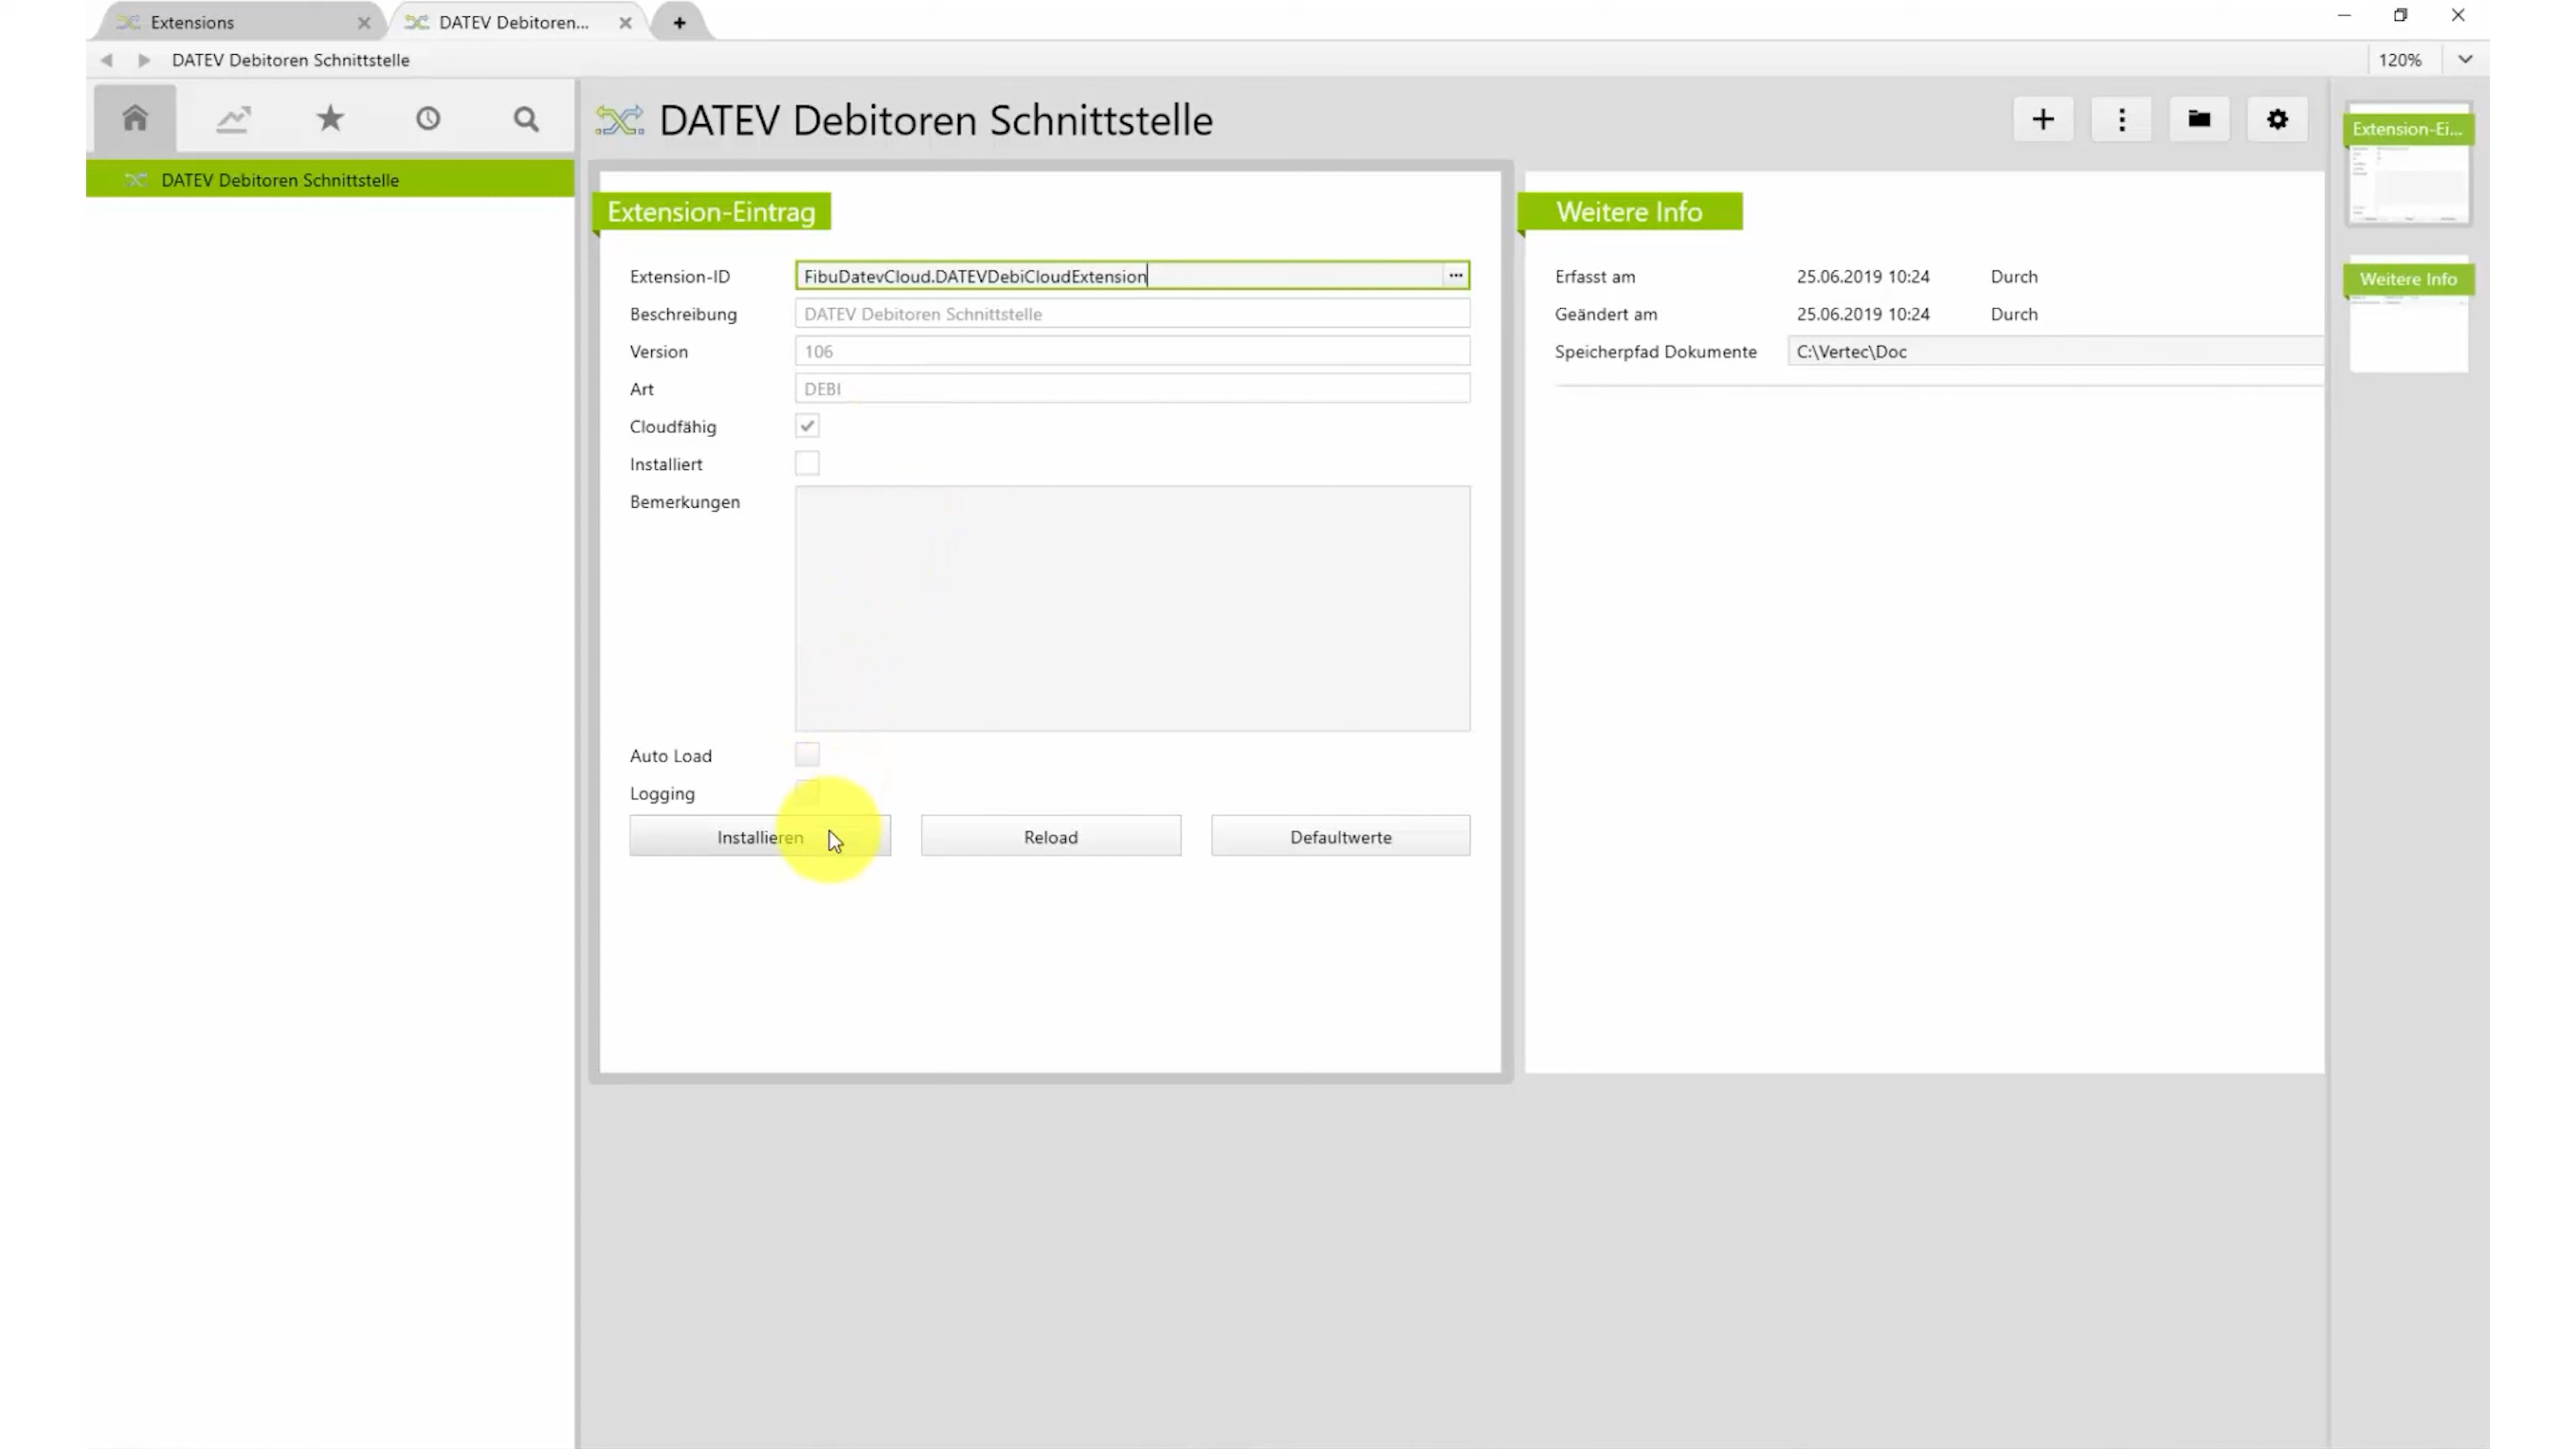 Extensions
DATEV Debitoren...
DATEV Debitoren Schnittstelle
120%
DATEV Debitoren Schnittstelle
DATEV Debitoren Schnittstelle
Extension-Eintrag
Extension-ID FibuDatevCloud.DATEVDebiCloudExtension ...
Beschreibung DATEV Debitoren Schnittstelle
Version 106
Art DEBI
Cloudfähig
Installiert
Bemerkungen
Auto Load
Logging
Installieren Reload Defaultwerte
Weitere Info
Erfasst am 25.06.2019 10:24 Durch
Geändert am 25.06.2019 10:24 Durch
Speicherpfad Dokumente C:\Vertec\Doc
Extension-Ei...
Weitere Info